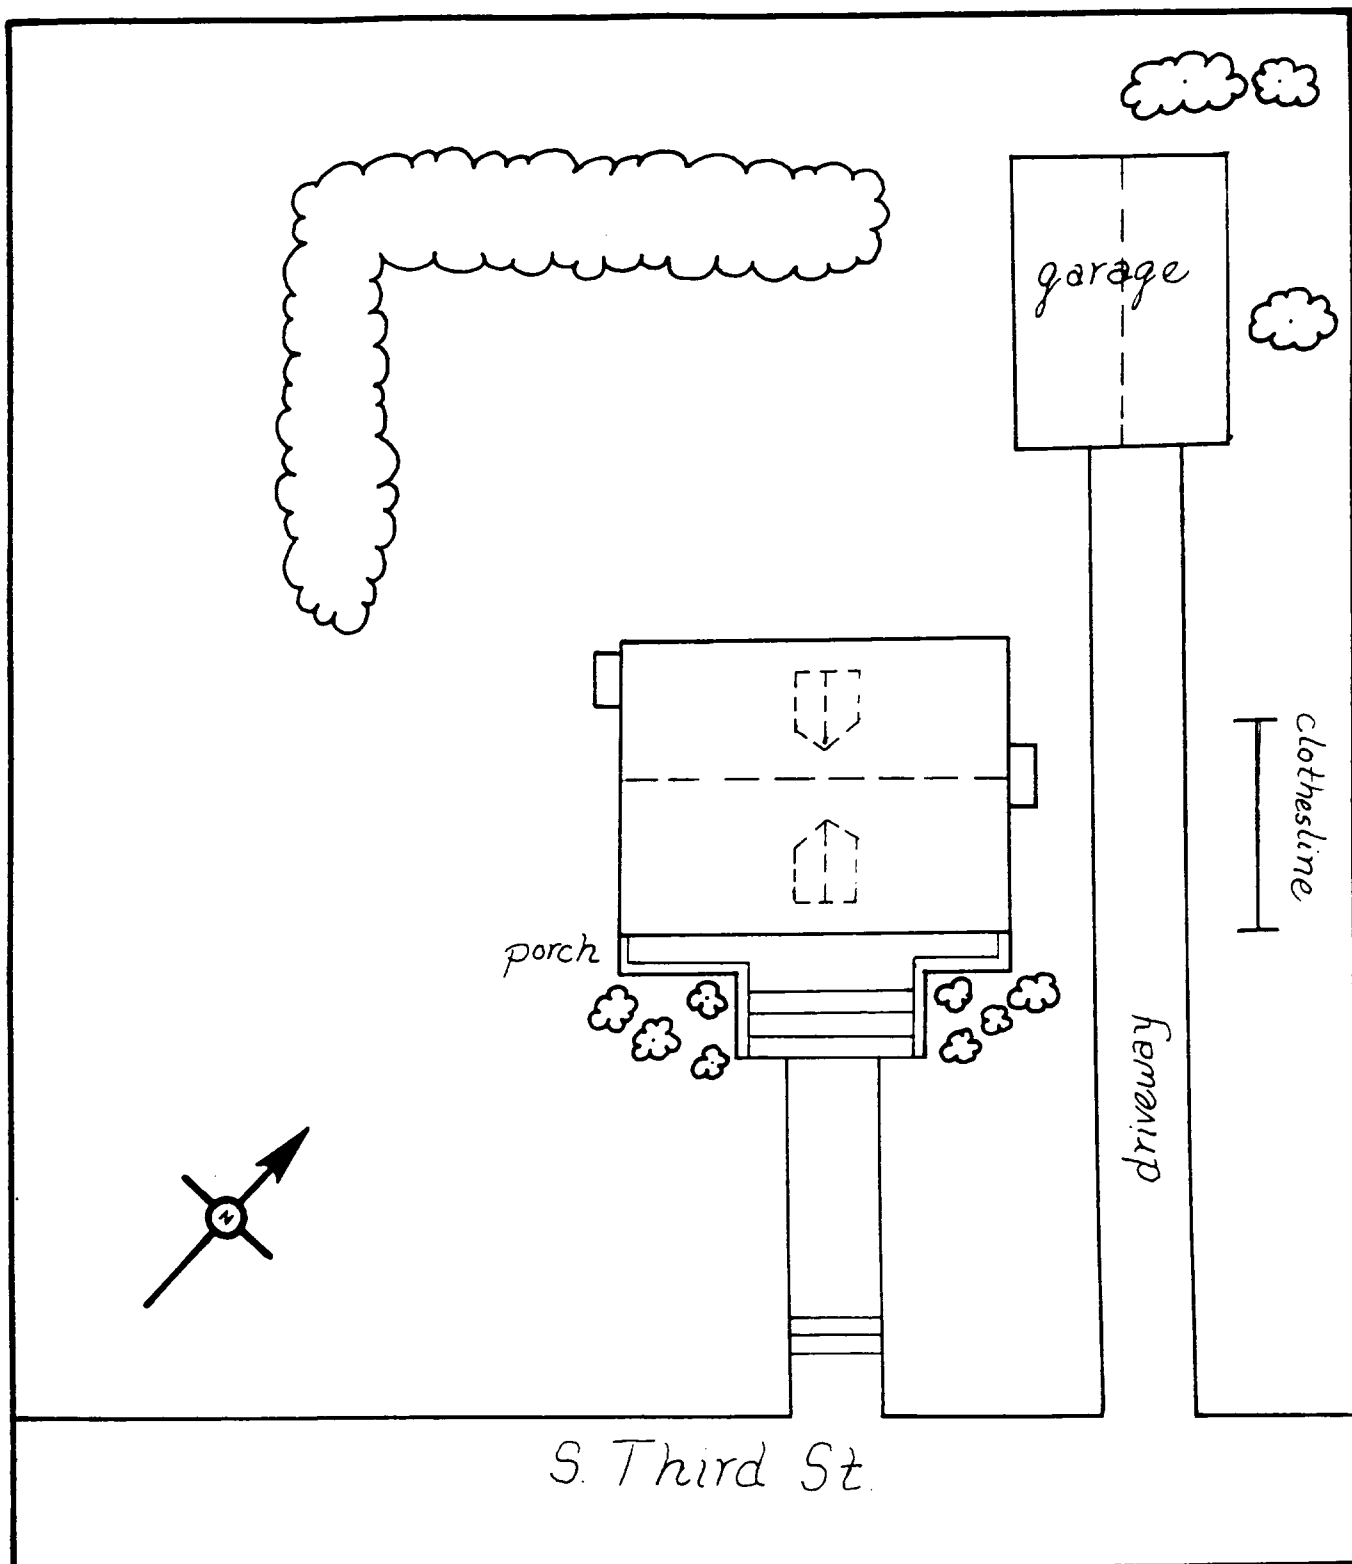 garage
clothesline
porch
driveway
N
S. Third St.